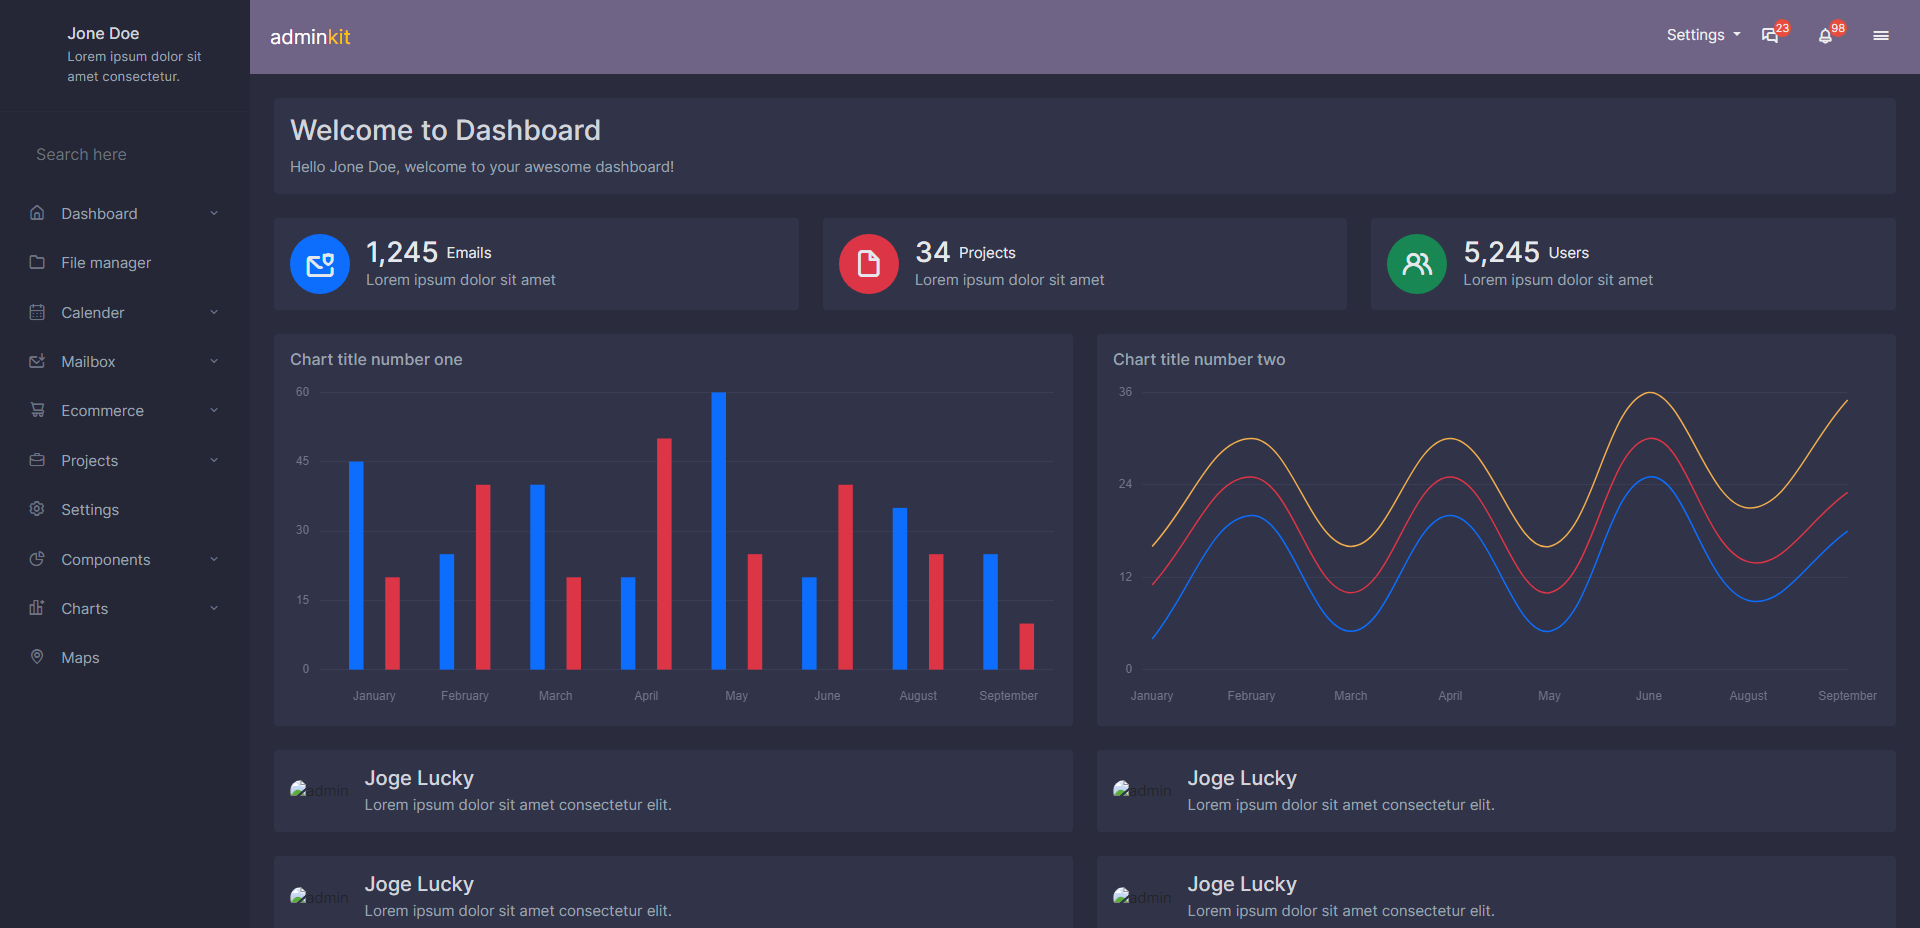 Jone Doe
Lorem ipsum dolor sit
amet consectetur.
Search here
Dashboard
File manager
Calender
Mailbox
Ecommerce
Projects
Settings
Components
Charts
Maps
adminkit
Settings
23
98
Welcome to Dashboard
Hello Jone Doe, welcome to your awesome dashboard!
1,245 Emails
Lorem ipsum dolor sit amet
34 Projects
Lorem ipsum dolor sit amet
5,245 Users
Lorem ipsum dolor sit amet
Chart title number one
60
45
30
15
0
January February March April May June August September
Chart title number two
36
24
12
0
January February March April May June August September
admin
Joge Lucky
Lorem ipsum dolor sit amet consectetur elit.
admin
Joge Lucky
Lorem ipsum dolor sit amet consectetur elit.
admin
Joge Lucky
Lorem ipsum dolor sit amet consectetur elit.
admin
Joge Lucky
Lorem ipsum dolor sit amet consectetur elit.